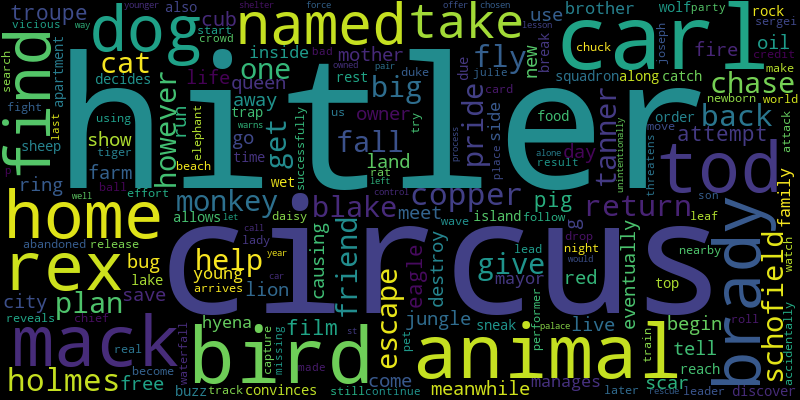 younger way shelter force offer chosen
troupe cub also dog named take brother wolf party sergei
vicious start crowd use fire rock
search apartment decides cat mother fly squadron joseph chuck oil credit
find life inside one due new break along catch make
hitler carl
fight last using however run queen away rest duke julie card big chase newborn world
sheep show tiger trap owner us side food order move attack
farm elephant warns get successfully try pride place tanner day back attempt
ring ball effort beach time fall rat process alone result unintentionally threatens tod
home wet left control land copper pig son family
well monkey blake meet island return
abandoned release allows let daisy wave follow leaf
rex circus
bug call lady year help causing friend eagle destroy give red lead drop night would mayor nearby brady schofield watch
lake arrives young car lion escape eventually top accidentally
city plan save hyena pet jungle sneak performer live begin roll
reveals chief waterfall capture missing film palace train tell
mack real bird st come animal reach
holmes free become buzz track convinces made still continue meanwhile manages scar later rescue leader discover lesson